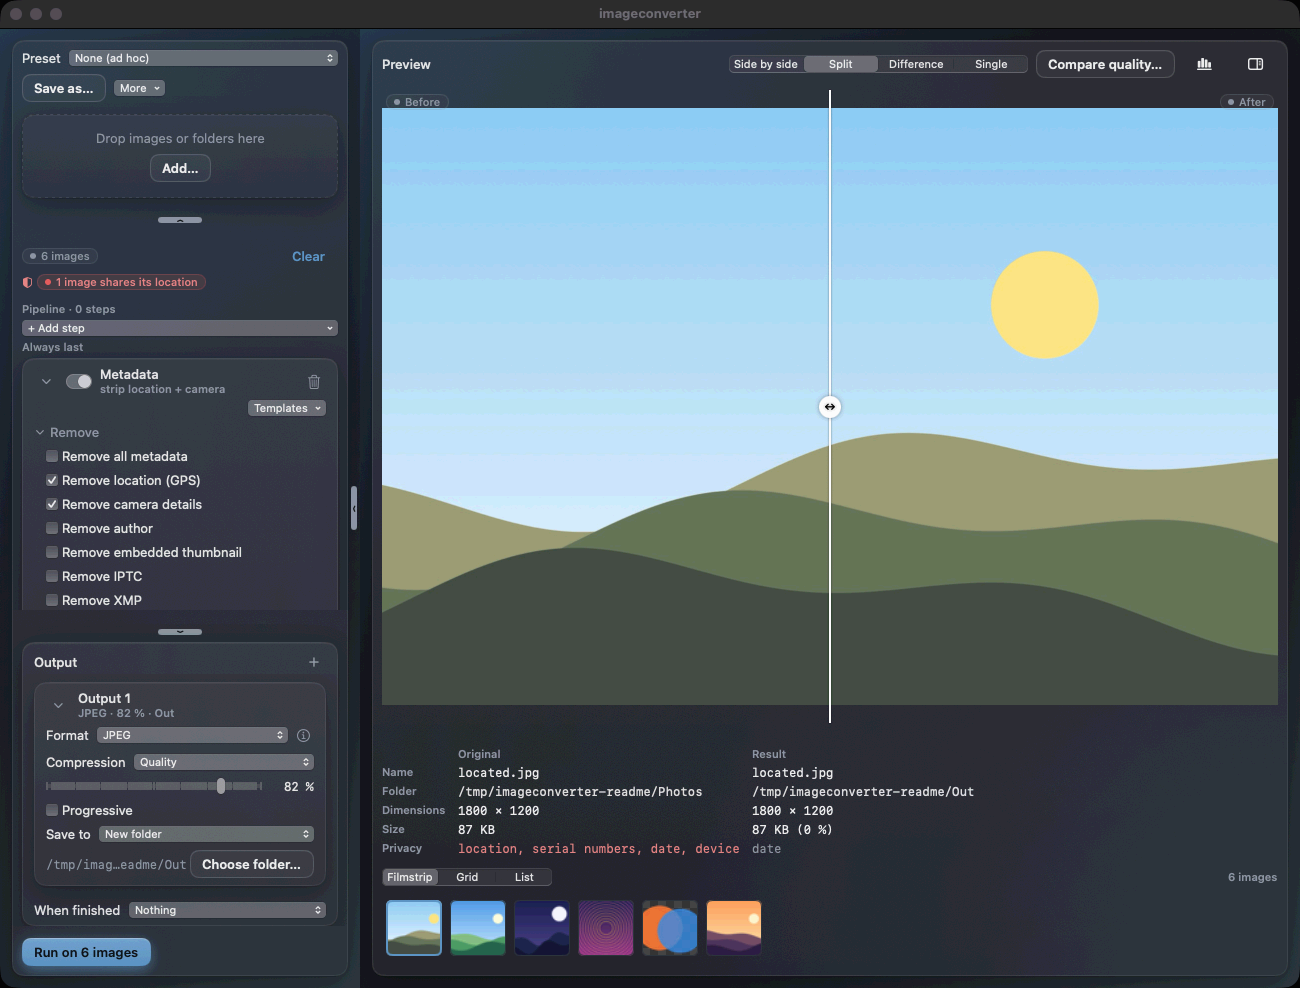 imageconverter
Preset None (ad hoc)
Save as... More
Drop images or folders here
Add...
6 images Clear
1 image shares its location
Pipeline · 0 steps
+ Add step
Always last
Metadata
strip location + camera
Templates
Remove
Remove all metadata
Remove location (GPS)
Remove camera details
Remove author
Remove embedded thumbnail
Remove IPTC
Remove XMP
Output
Output 1
JPEG · 82 % · Out
Format JPEG
Compression Quality
82 %
Progressive
Save to New folder
/tmp/imag…eadme/Out Choose folder...
When finished Nothing
Run on 6 images
Preview Side by side Split Difference Single Compare quality...
Before After
Original Result
Name located.jpg located.jpg
Folder /tmp/imageconverter-readme/Photos /tmp/imageconverter-readme/Out
Dimensions 1800 × 1200 1800 × 1200
Size 87 KB 87 KB (0 %)
Privacy location, serial numbers, date, device date
Filmstrip Grid List 6 images